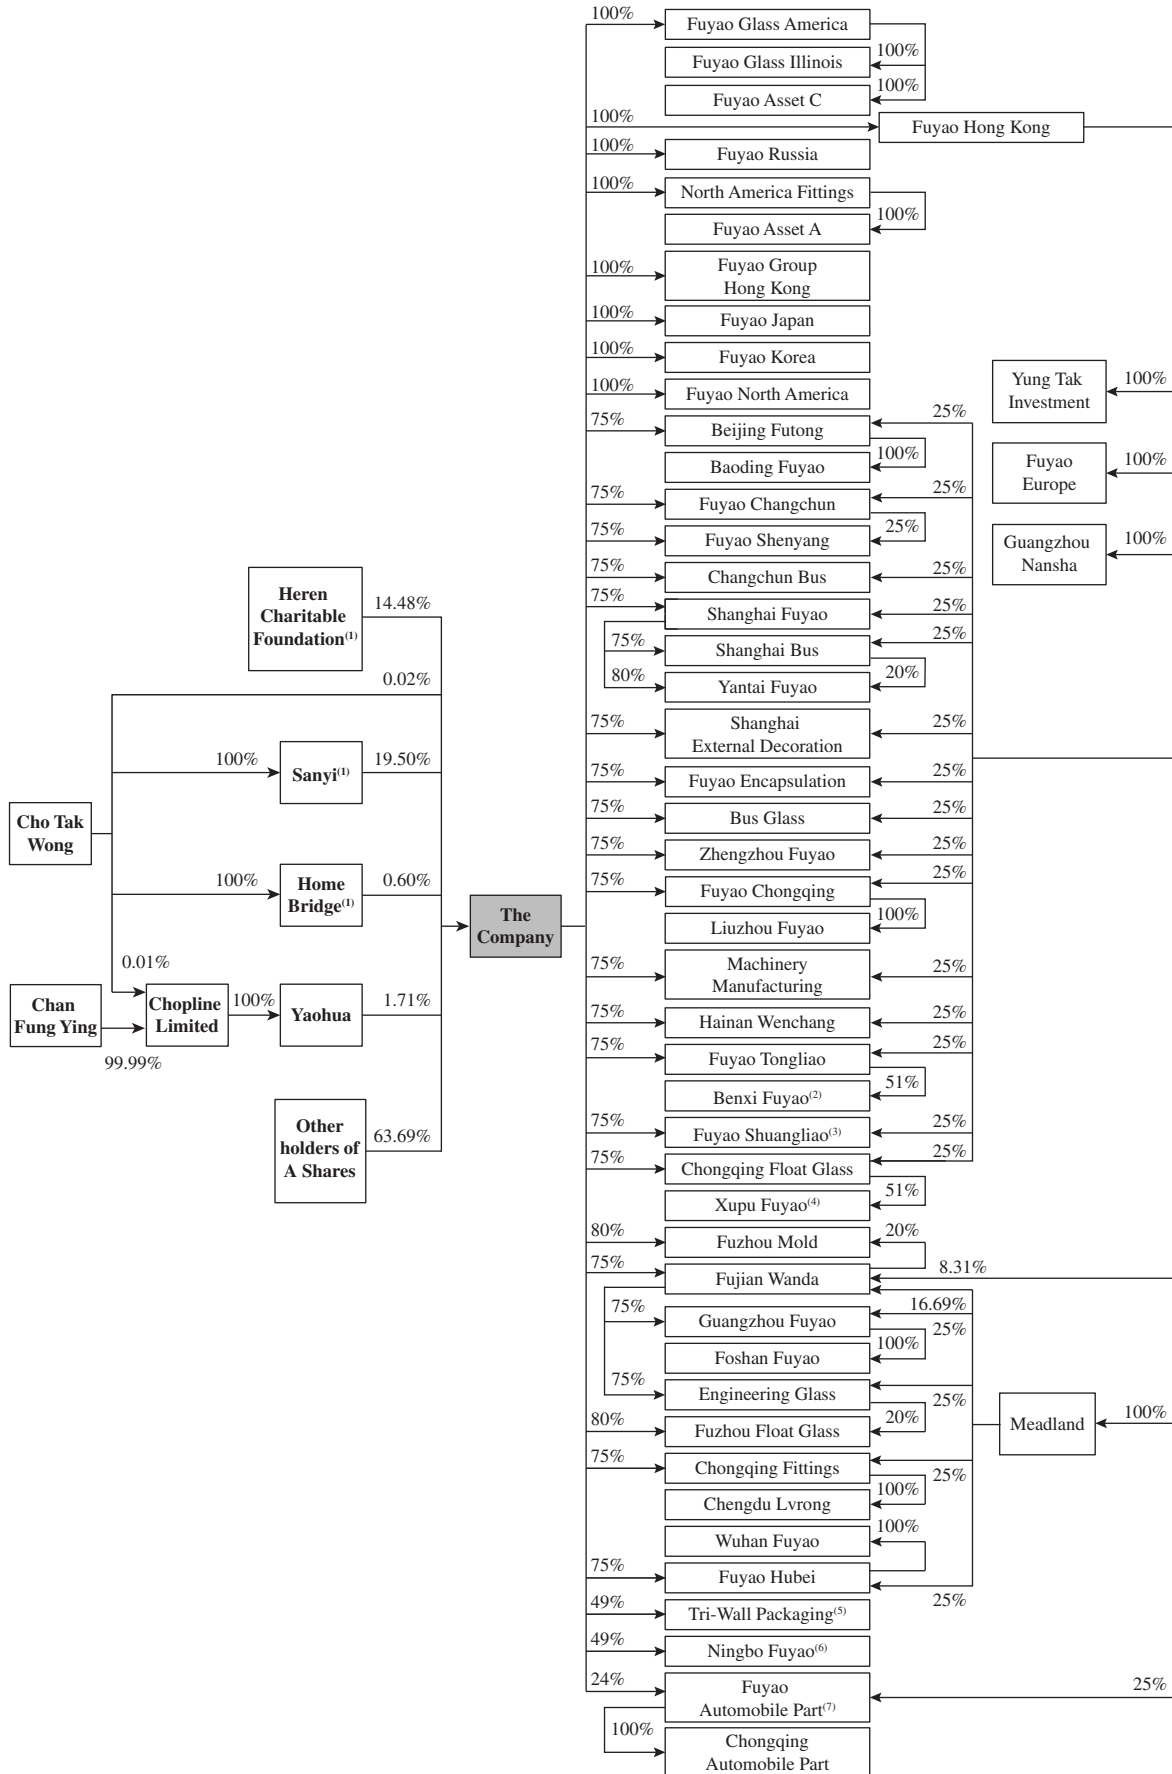 100%
Fuyao Glass America
Fuyao Glass Illinois
100%
Fuyao Asset C
100%
100%
Fuyao Hong Kong
100%
Fuyao Russia
100%
North America Fittings
Fuyao Asset A
100%
100%
Fuyao Group
Hong Kong
100%
Fuyao Japan
100%
Fuyao Korea
100%
Fuyao North America
Yung Tak
Investment
100%
75%
Beijing Futong
25%
Baoding Fuyao
100%
Fuyao
Europe
100%
75%
Fuyao Changchun
25%
75%
Fuyao Shenyang
25%
Guangzhou
Nansha
100%
75%
Changchun Bus
25%
75%
Shanghai Fuyao
25%
75%
Shanghai Bus
25%
80%
Yantai Fuyao
20%
75%
Shanghai
External Decoration
25%
75%
Fuyao Encapsulation
25%
75%
Bus Glass
25%
75%
Zhengzhou Fuyao
25%
75%
Fuyao Chongqing
25%
Liuzhou Fuyao
100%
75%
Machinery
Manufacturing
25%
75%
Hainan Wenchang
25%
75%
Fuyao Tongliao
25%
Benxi Fuyao(2)
51%
75%
Fuyao Shuangliao(3)
25%
75%
Chongqing Float Glass
25%
Xupu Fuyao(4)
51%
80%
Fuzhou Mold
20%
75%
Fujian Wanda
8.31%
16.69%
75%
Guangzhou Fuyao
25%
Foshan Fuyao
100%
75%
Engineering Glass
25%
80%
Fuzhou Float Glass
20%
Meadland
100%
75%
Chongqing Fittings
25%
Chengdu Lvrong
100%
Wuhan Fuyao
100%
75%
Fuyao Hubei
25%
49%
Tri-Wall Packaging(5)
49%
Ningbo Fuyao(6)
24%
Fuyao
Automobile Part(7)
25%
100%
Chongqing
Automobile Part
Heren
Charitable
Foundation(1)
14.48%
0.02%
100%
Sanyi(1)
19.50%
Cho Tak
Wong
100%
Home
Bridge(1)
0.60%
The
Company
0.01%
Chan
Fung Ying
99.99%
Chopline
Limited
100%
Yaohua
1.71%
Other
holders of
A Shares
63.69%